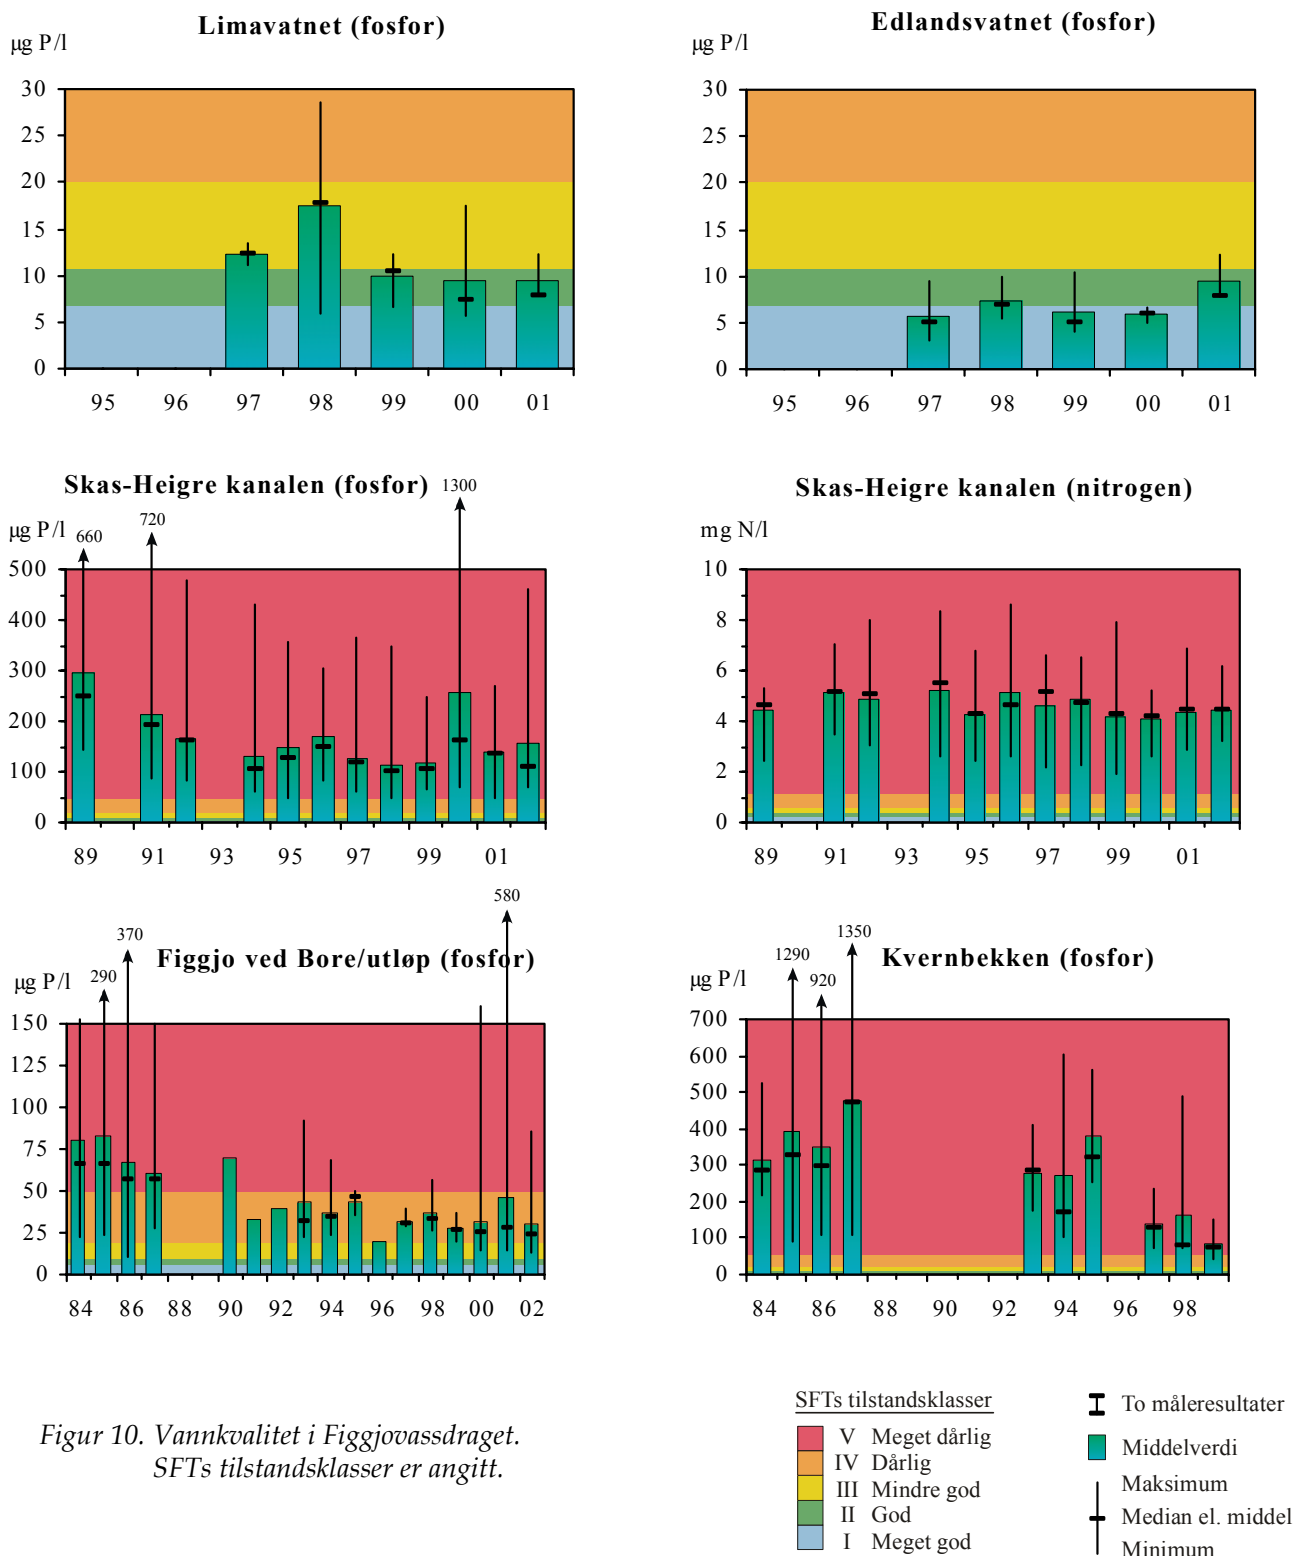 Limavatnet (fosfor)
µg P/l
30
25
20
15
10
5
0
95 96 97 98 99 00 01
Edlandsvatnet (fosfor)
µg P/l
30
25
20
15
10
5
0
95 96 97 98 99 00 01
Skas-Heigre kanalen (fosfor)
µg P/l
660
720
1300
500
400
300
200
100
0
89 91 93 95 97 99 01
Skas-Heigre kanalen (nitrogen)
mg N/l
10
8
6
4
2
0
89 91 93 95 97 99 01
Figgjo ved Bore/utløp (fosfor)
µg P/l
290
370
580
150
125
100
75
50
25
0
84 86 88 90 92 94 96 98 00 02
Kvernbekken (fosfor)
µg P/l
1290
920
1350
700
600
500
400
300
200
100
0
84 86 88 90 92 94 96 98
Figur 10. Vannkvalitet i Figgjovassdraget.
SFTs tilstandsklasser er angitt.
SFTs tilstandsklasser
V Meget dårlig
IV Dårlig
III Mindre god
II God
I Meget god
To måleresultater
Middelverdi
Maksimum
Median el. middel
Minimum